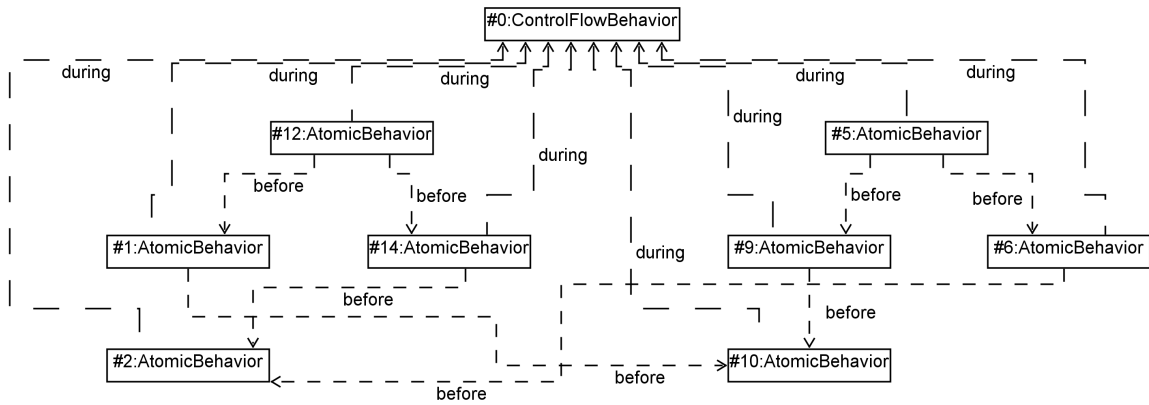 #0:ControlFlowBehavior
during
during
during
during
during
during
#12:AtomicBehavior
#5:AtomicBehavior
during
before
before
before
before
#1:AtomicBehavior
#14:AtomicBehavior
#9:AtomicBehavior
#6:AtomicBehavior
during
before
before
#2:AtomicBehavior
#10:AtomicBehavior
before
before